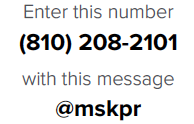 Enter this number
(810) 208-2101
with this message
@mskpr